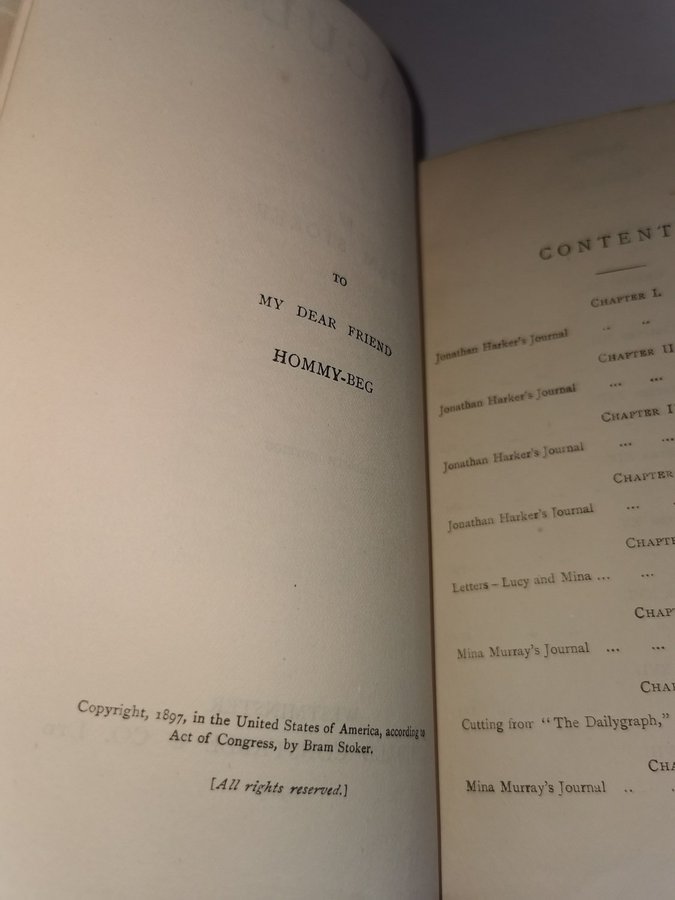 TO
MY DEAR FRIEND
HOMMY-BEG
Copyright, 1897, in the United States of America, according to
Act of Congress, by Bram Stoker.
[All rights reserved.]
CONTENT
CHAPTER I.
Jonathan Harker's Journal .. ..
CHAPTER II
Jonathan Harker's Journal ... ...
CHAPTER I
Jonathan Harker's Journal ... ...
CHAPTER
Jonathan Harker's Journal ...
CHAPTE
Letters – Lucy and Mina ... ...
CHAP
Mina Murray's Journal ... ...
CHA
Cutting from "The Dailygraph,"
CH
Mina Murray's Journal ..